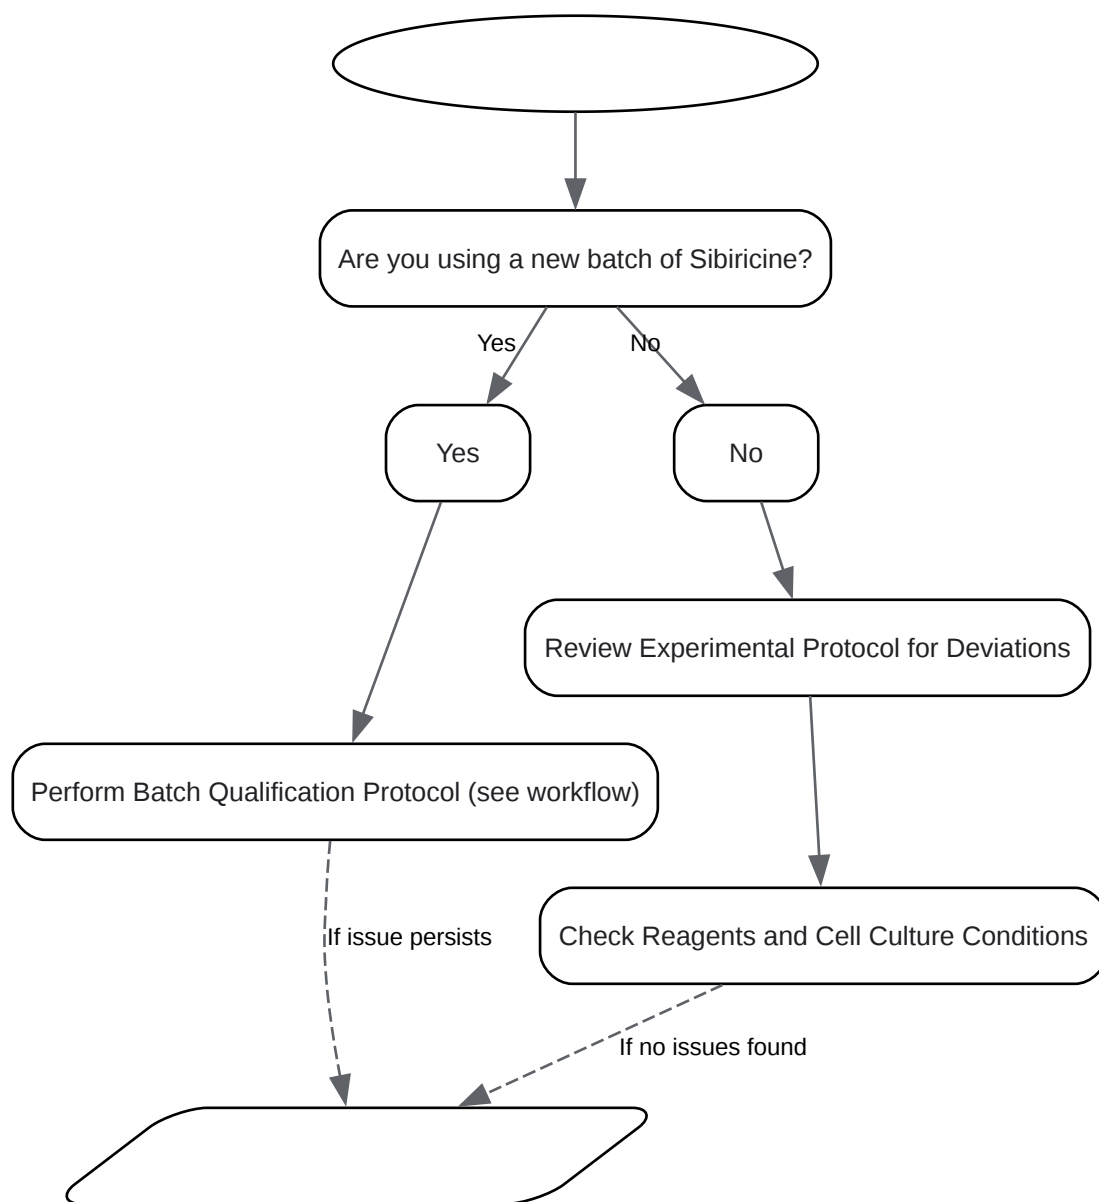 Are you using a new batch of Sibiricine?
Yes
No
Yes
No
Review Experimental Protocol for Deviations
Perform Batch Qualification Protocol (see workflow)
If issue persists
Check Reagents and Cell Culture Conditions
If no issues found